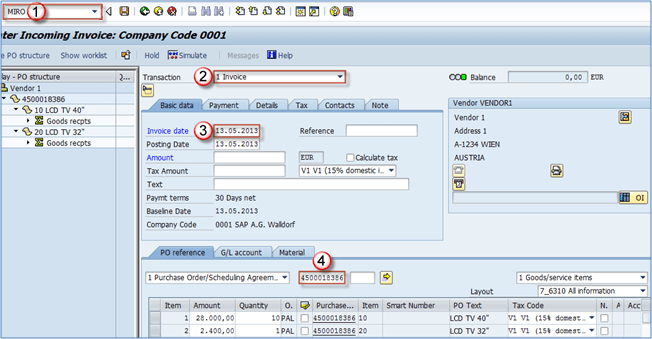 MIRO
1
nter Incoming Invoice: Company Code 0001
PO structure Show worklist Hold Simulate Messages Help
lay - PO structure Q...
Vendor 1
4500018386
10 LCD TV 40"
Goods recpts
20 LCD TV 32"
Goods recpts
Transaction 2 1 Invoice Balance 0,00 EUR
Basic data Payment Details Tax Contacts Note
Invoice date 3 13.05.2013 Reference
Posting Date 13.05.2013
Amount EUR Calculate tax
Tax Amount V1 V1 (15% domestic i...
Text
Paymt terms 30 Days net
Baseline Date 13.05.2013
Company Code 0001 SAP A.G. Walldorf
Vendor VENDOR1
Vendor 1
Address 1
A-1234 WIEN
AUSTRIA
OI
PO reference G/L account Material
4
1 Purchase Order/Scheduling Agreem... 4500018386 1 Goods/service items
Layout 7_6310 All information
Item Amount Quantity O. Purchase... Item Smart Number PO Text Tax Code N. A Acc
1 28.000,00 10 PAL 4500018386 10 LCD TV 40" V1 V1 (15% domest...
2 2.400,00 1 PAL 4500018386 20 LCD TV 32" V1 V1 (15% domest...